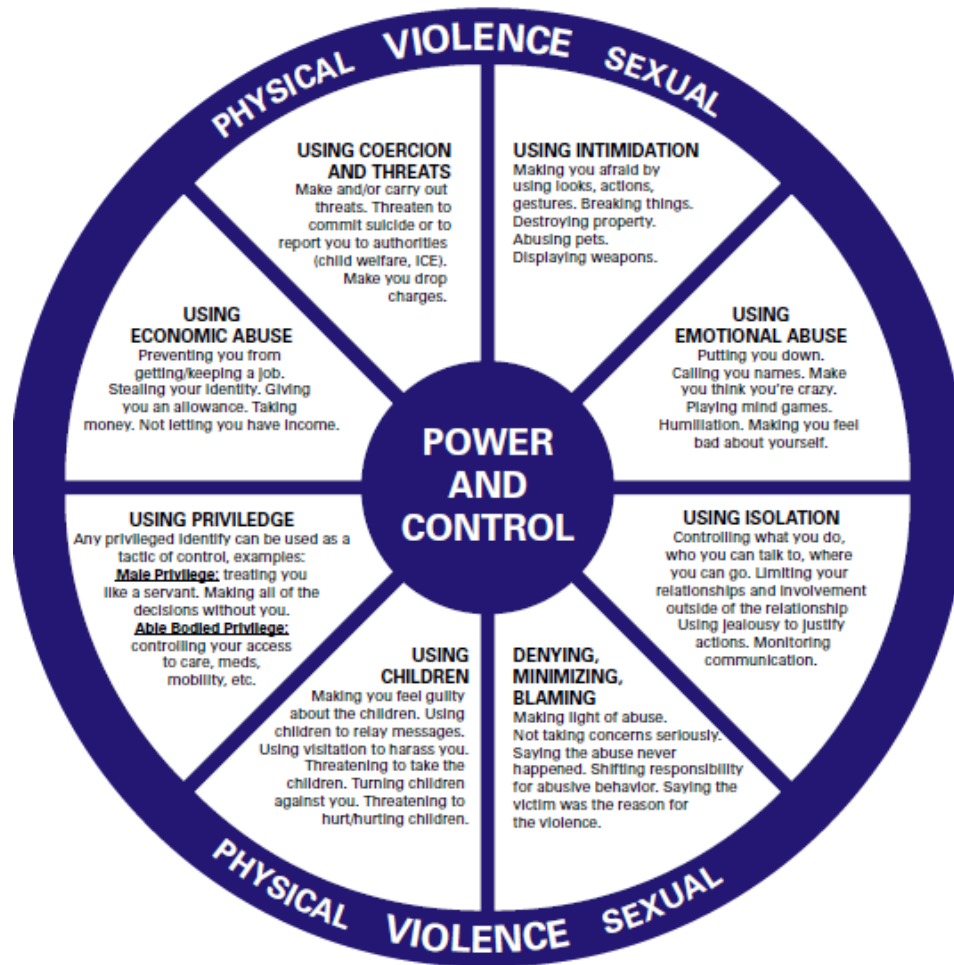 PHYSICAL VIOLENCE SEXUAL
USING COERCION
AND THREATS
Make and/or carry out
threats. Threaten to
commit suicide or to
report you to authorities
(child welfare, ICE).
Make you drop
charges.
USING INTIMIDATION
Making you afraid by
using looks, actions,
gestures. Breaking things.
Destroying property.
Abusing pets.
Displaying weapons.
USING
ECONOMIC ABUSE
Preventing you from
getting/keeping a job.
Stealing your identity. Giving
you an allowance. Taking
money. Not letting you have income.
USING
EMOTIONAL ABUSE
Putting you down.
Calling you names. Make
you think you're crazy.
Playing mind games.
Humiliation. Making you feel
bad about yourself.
POWER
AND
CONTROL
USING PRIVILEDGE
Any privileged identify can be used as a
tactic of control, examples:
Male Privilege: treating you
like a servant. Making all of the
decisions without you.
Able Bodied Privilege:
controlling your access
to care, meds,
mobility, etc.
USING ISOLATION
Controlling what you do,
who you can talk to, where
you can go. Limiting your
relationships and involvement
outside of the relationship
Using jealousy to justify
actions. Monitoring
communication.
USING
CHILDREN
Making you feel guilty
about the children. Using
children to relay messages.
Using visitation to harass you.
Threatening to take the
children. Turning children
against you. Threatening to
hurt/hurting children.
DENYING,
MINIMIZING,
BLAMING
Making light of abuse.
Not taking concerns seriously.
Saying the abuse never
happened. Shifting responsibility
for abusive behavior. Saying the
victim was the reason for
the violence.
PHYSICAL VIOLENCE SEXUAL